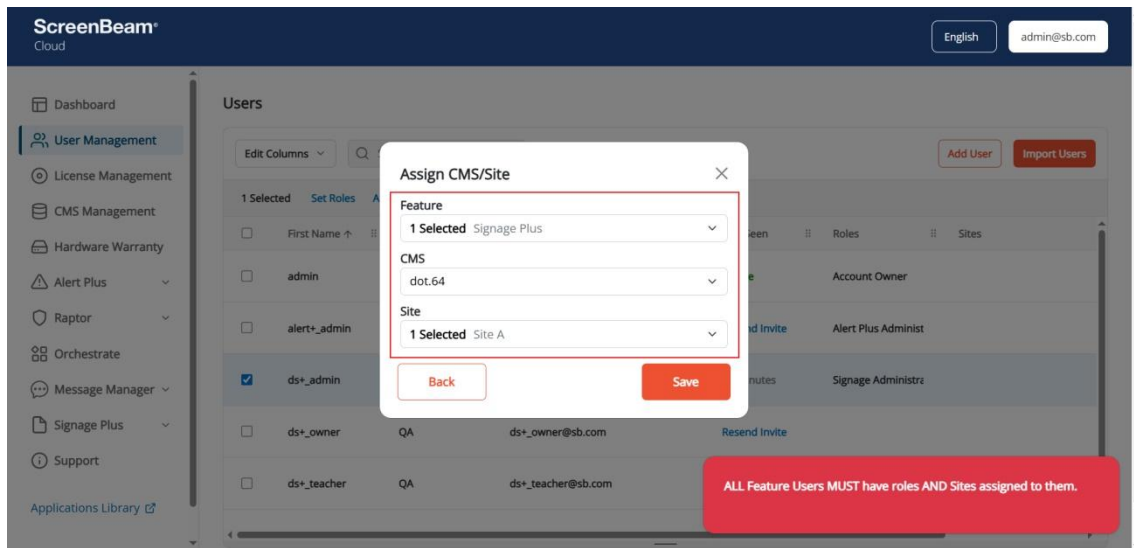 ScreenBeam®
Cloud
English
admin@sb.com
Dashboard
User Management
License Management
CMS Management
Hardware Warranty
Alert Plus
Raptor
Orchestrate
Message Manager
Signage Plus
Support
Applications Library
Users
Edit Columns
Add User
Import Users
1 Selected Set Roles A
First Name Seen Roles Sites
admin Account Owner
alert+_admin nd Invite Alert Plus Administ
ds+_admin nutes Signage Administra
ds+_owner QA ds+_owner@sb.com Resend Invite
ds+_teacher QA ds+_teacher@sb.com
Assign CMS/Site
Feature
1 Selected Signage Plus
CMS
dot.64
Site
1 Selected Site A
Back
Save
ALL Feature Users MUST have roles AND Sites assigned to them.